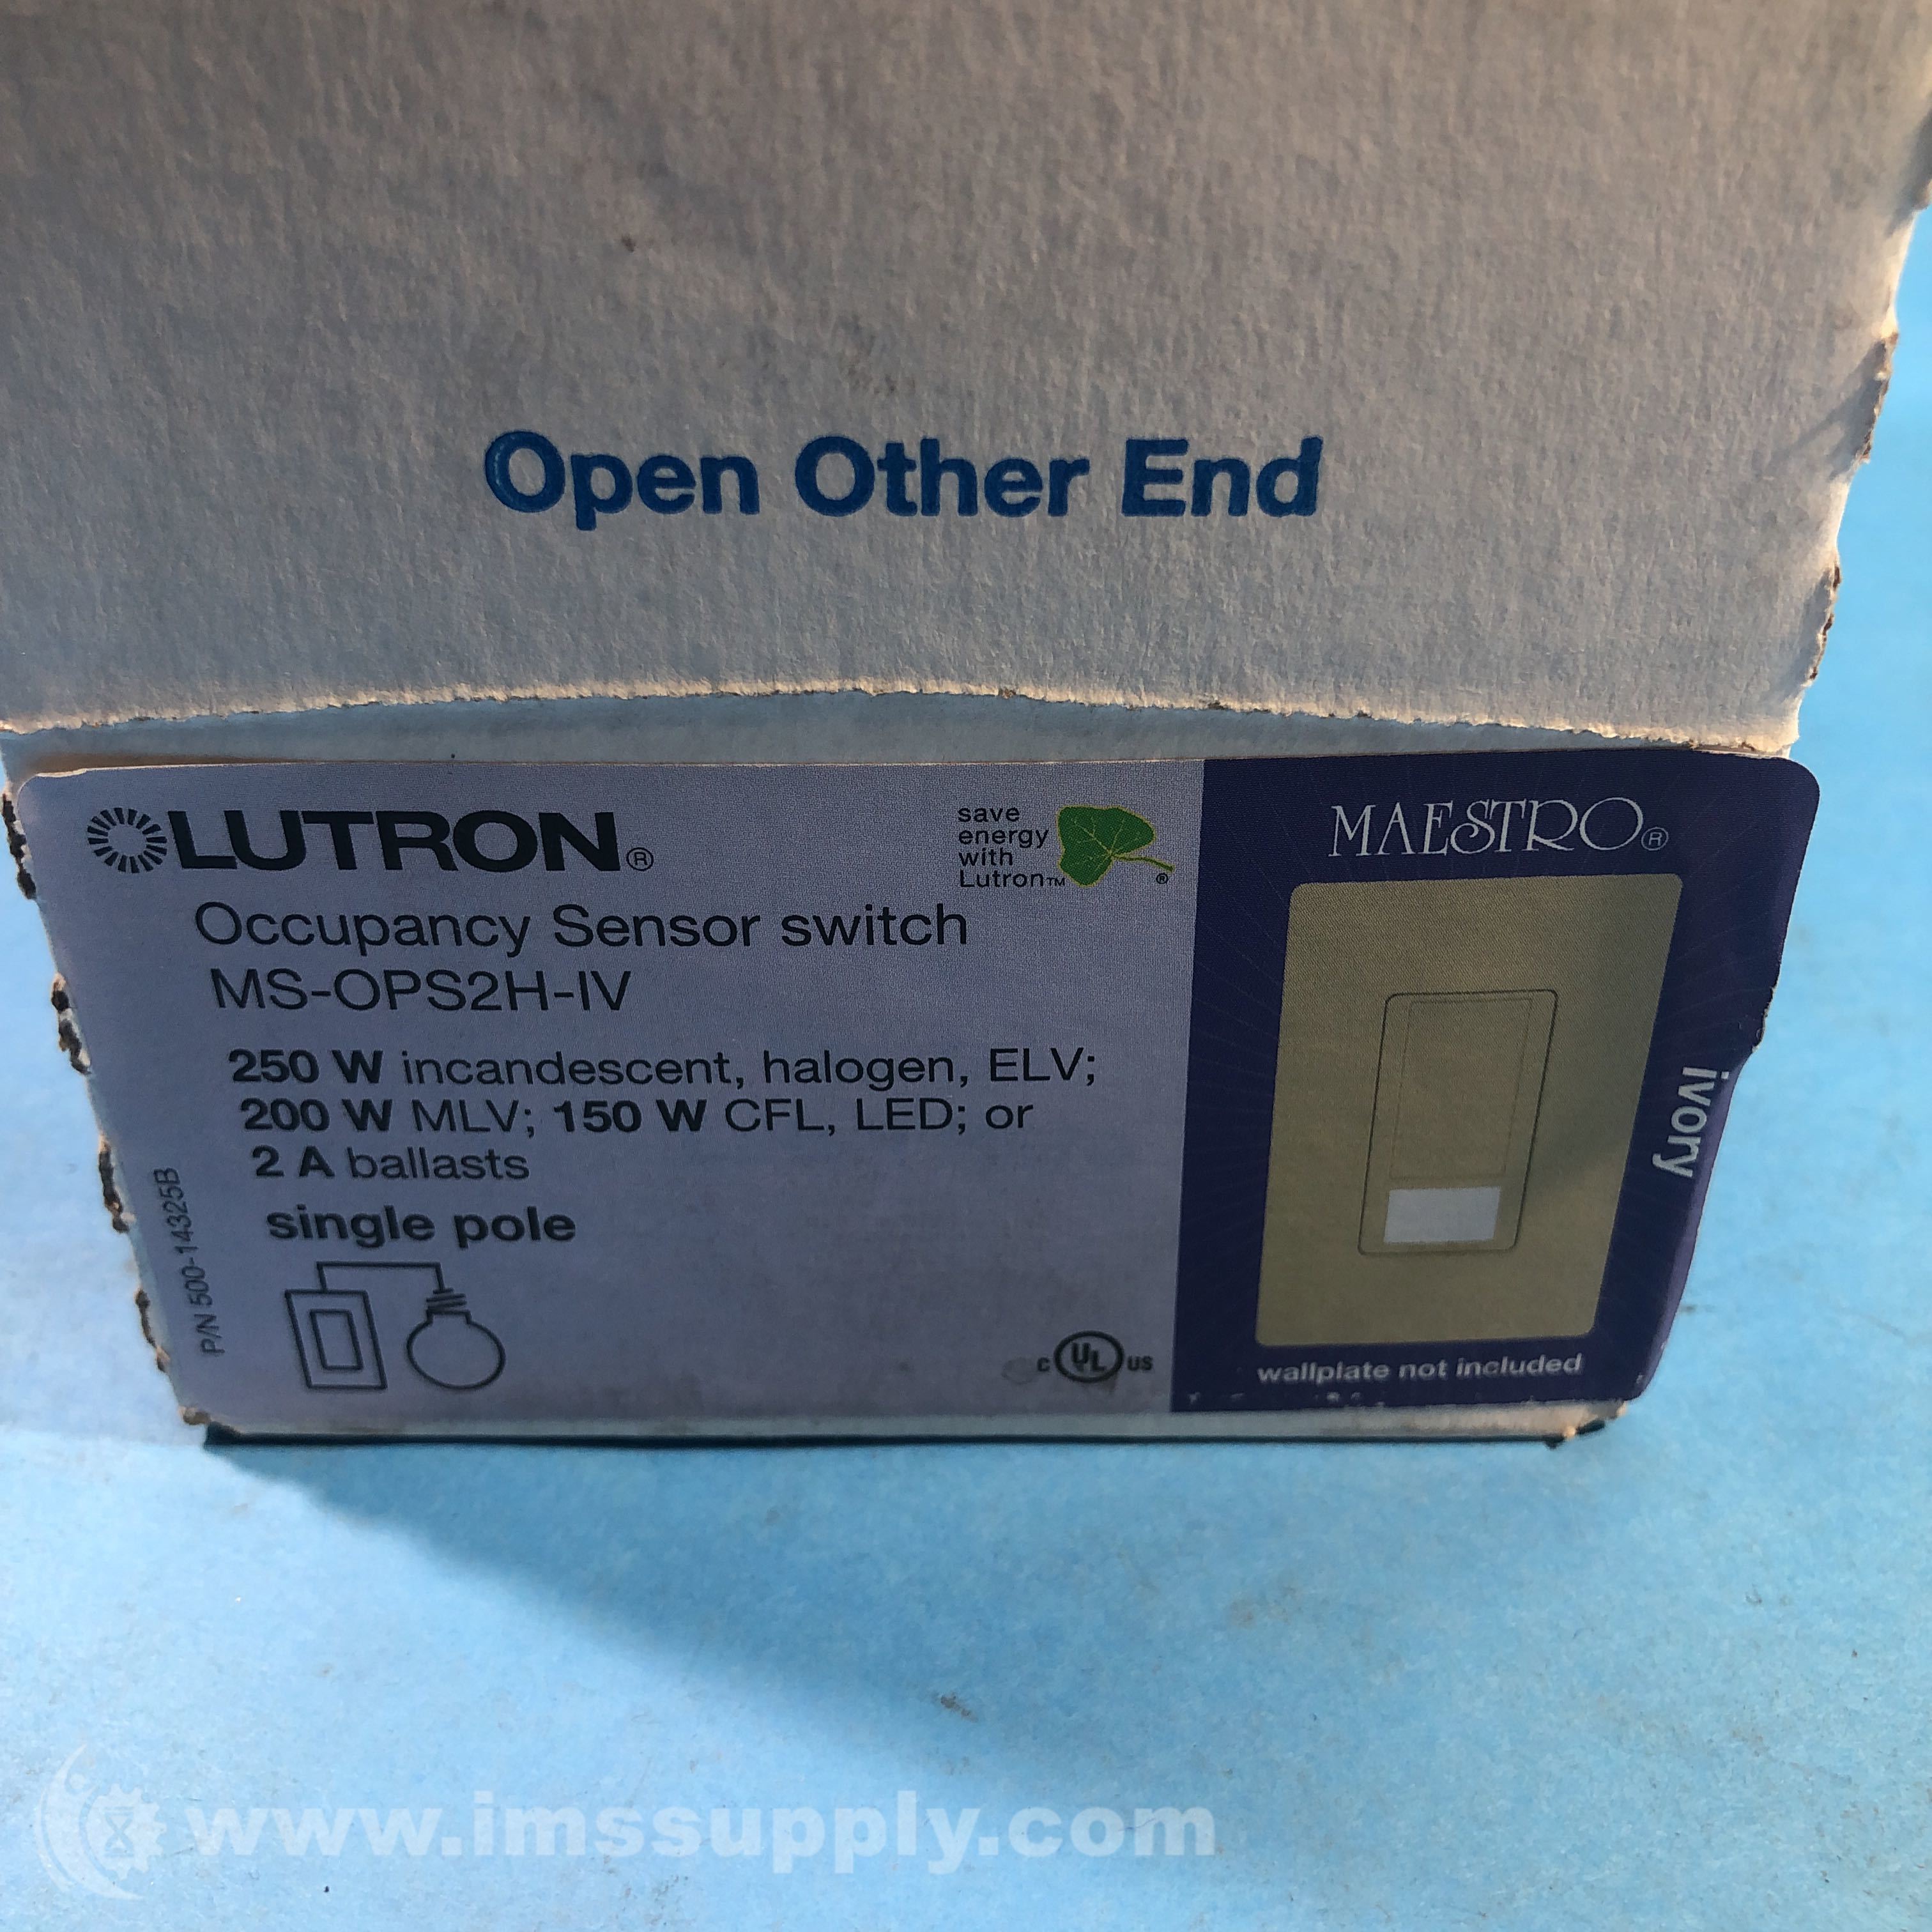 Open Other End
LUTRON®
save
energy
with
Lutron™
®
Occupancy Sensor switch
MS-OPS2H-IV
250 W incandescent, halogen, ELV;
200 W MLV; 150 W CFL, LED; or
2 A ballasts
single pole
P/N 500-14325B
C UL US
MAESTRO®
ivory
wallplate not included
www.imssupply.com